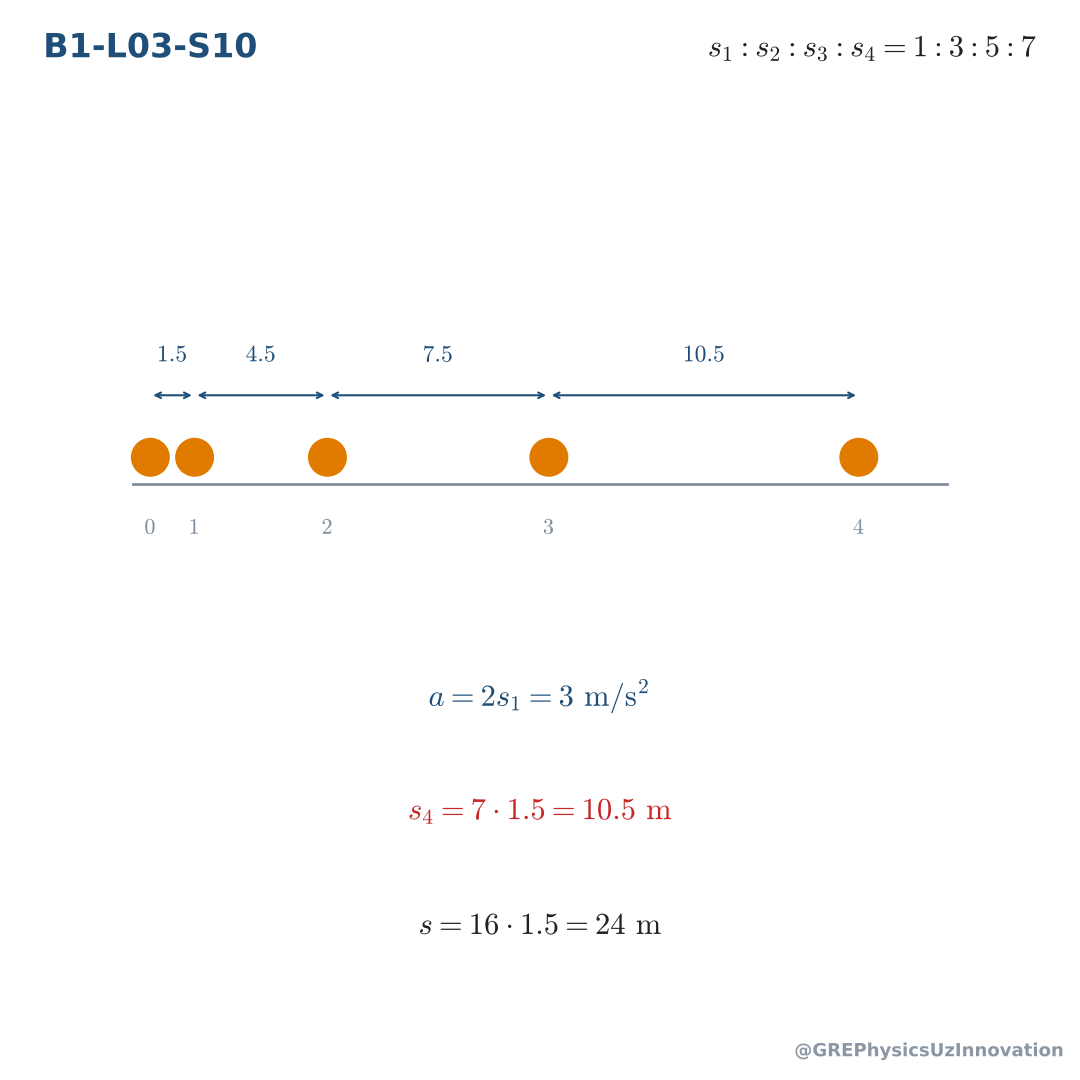 B1-L03-S10
s₁ : s₂ : s₃ : s₄ = 1 : 3 : 5 : 7
1.5 4.5 7.5 10.5
0 1 2 3 4
a = 2s₁ = 3 m/s²
s₄ = 7 · 1.5 = 10.5 m
s = 16 · 1.5 = 24 m
@GREPhysicsUzInnovation